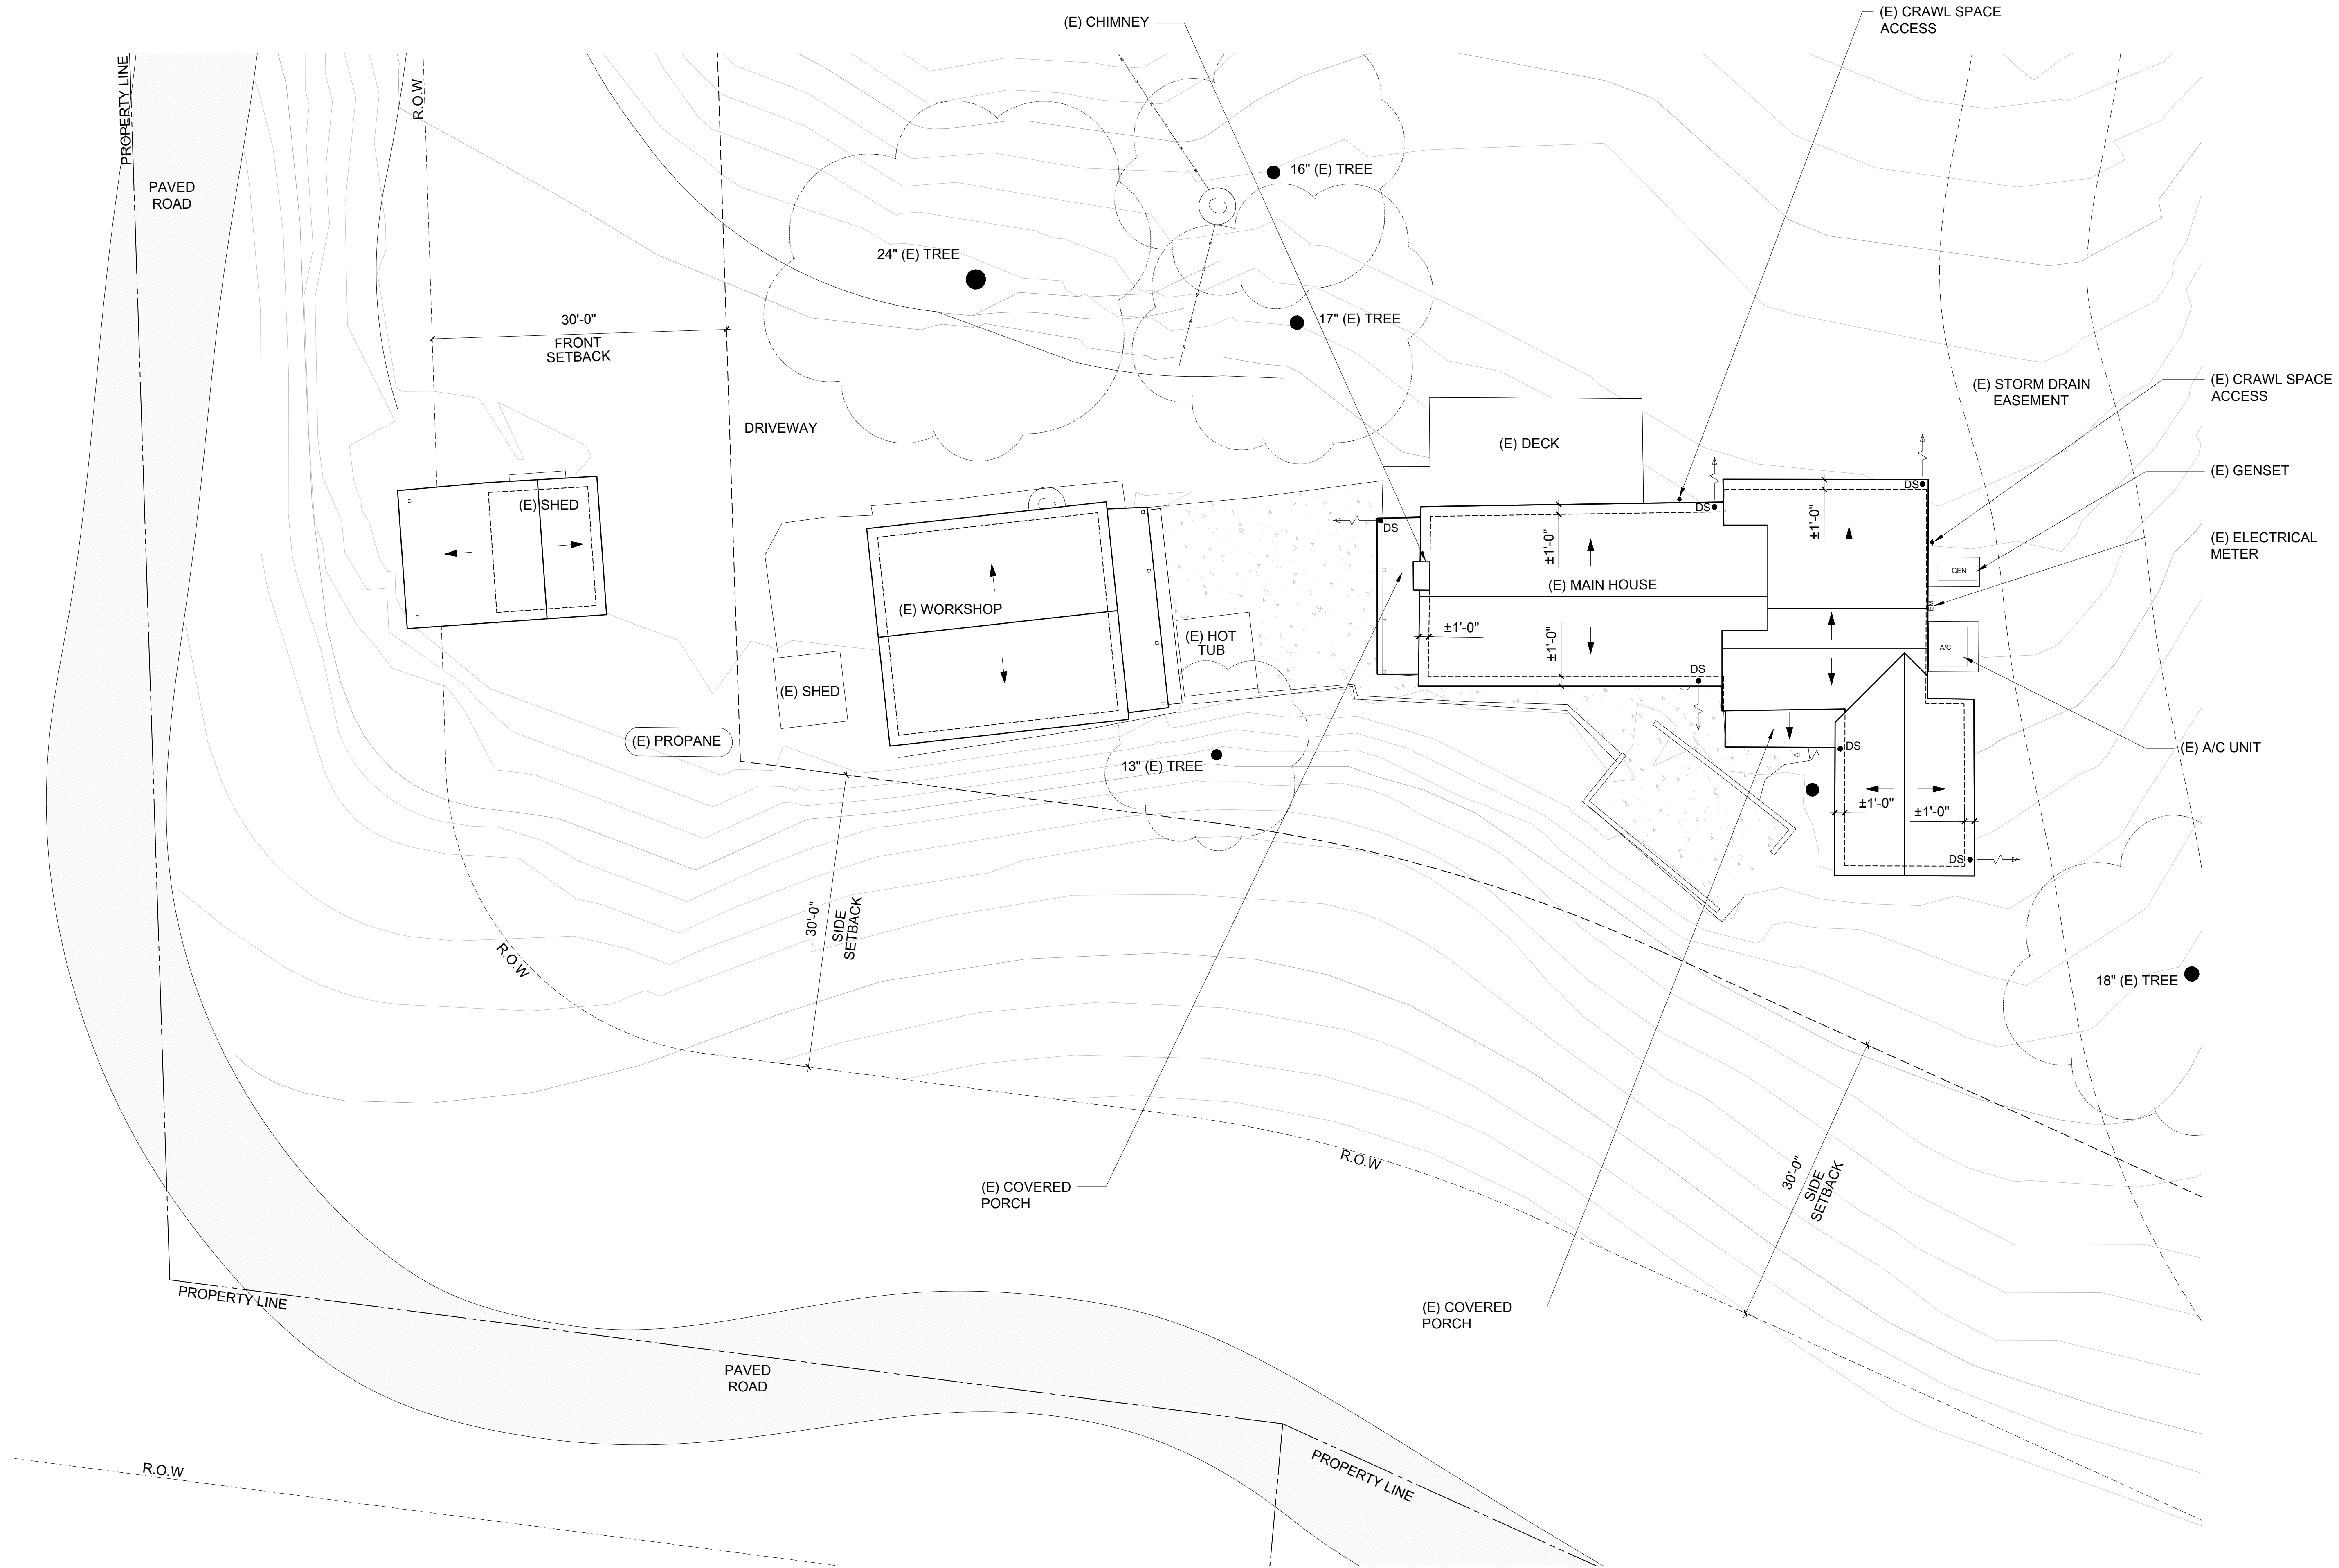 (E) CRAWL SPACE
ACCESS
(E) CHIMNEY
PROPERTY LINE
R.O.W
PAVED
ROAD
16" (E) TREE
24" (E) TREE
17" (E) TREE
30'-0"
FRONT
SETBACK
(E) STORM DRAIN
EASEMENT
(E) CRAWL SPACE
ACCESS
DRIVEWAY
(E) DECK
(E) GENSET
DS
DS
DS
(E) SHED
±1'-0"
±1'-0"
(E) ELECTRICAL
METER
GEN
(E) MAIN HOUSE
(E) WORKSHOP
(E) HOT
TUB
±1'-0"
±1'-0"
A/C
DS
(E) SHED
(E) PROPANE
DS
(E) A/C UNIT
13" (E) TREE
±1'-0"
±1'-0"
DS
30'-0"
SIDE
SETBACK
R.O.W
18" (E) TREE
R.O.W
30'-0"
SIDE
SETBACK
(E) COVERED
PORCH
PROPERTY LINE
(E) COVERED
PORCH
PAVED
ROAD
R.O.W
PROPERTY LINE